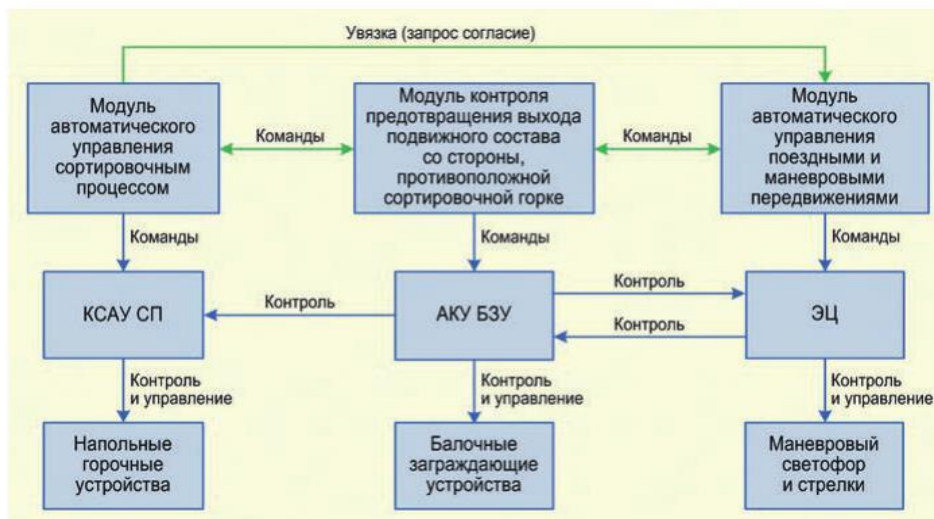 Увязка (запрос согласие)
Модуль
автоматического
управления
сортировочным
процессом
Команды
Модуль контроля
предотвращения выхода
подвижного состава
со стороны,
противоположной
сортировочной горке
Команды
Модуль
автоматического
управления
поездными и
маневровыми
передвижениями
Команды
Команды
Команды
КСАУ СП
Контроль
АКУ БЗУ
Контроль
Контроль
ЭЦ
Контроль
и управление
Контроль
и управление
Контроль
и управление
Напольные
горочные
устройства
Балочные
заграждающие
устройства
Маневровый
светофор
и стрелки